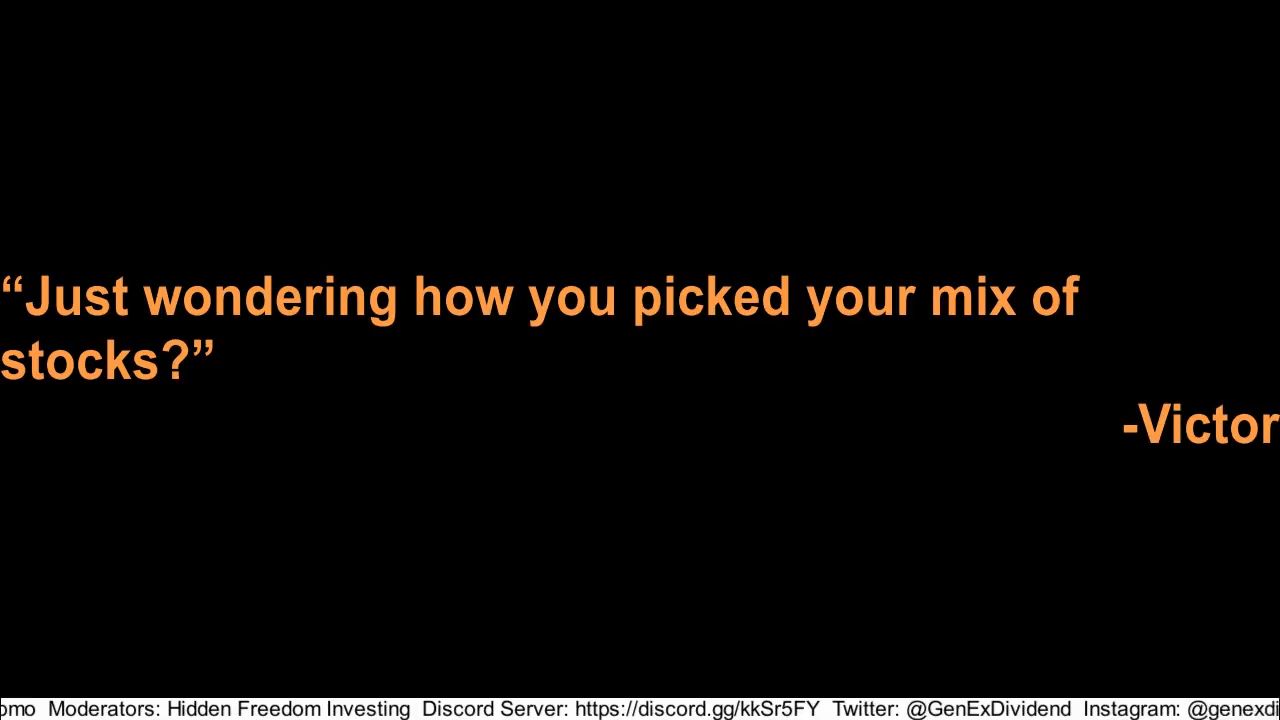 “Just wondering how you picked your mix of
stocks?”
-Victor
Moderators: Hidden Freedom Investing Discord Server: https://discord.gg/kkSr5FY Twitter: @GenExDividend Instagram: